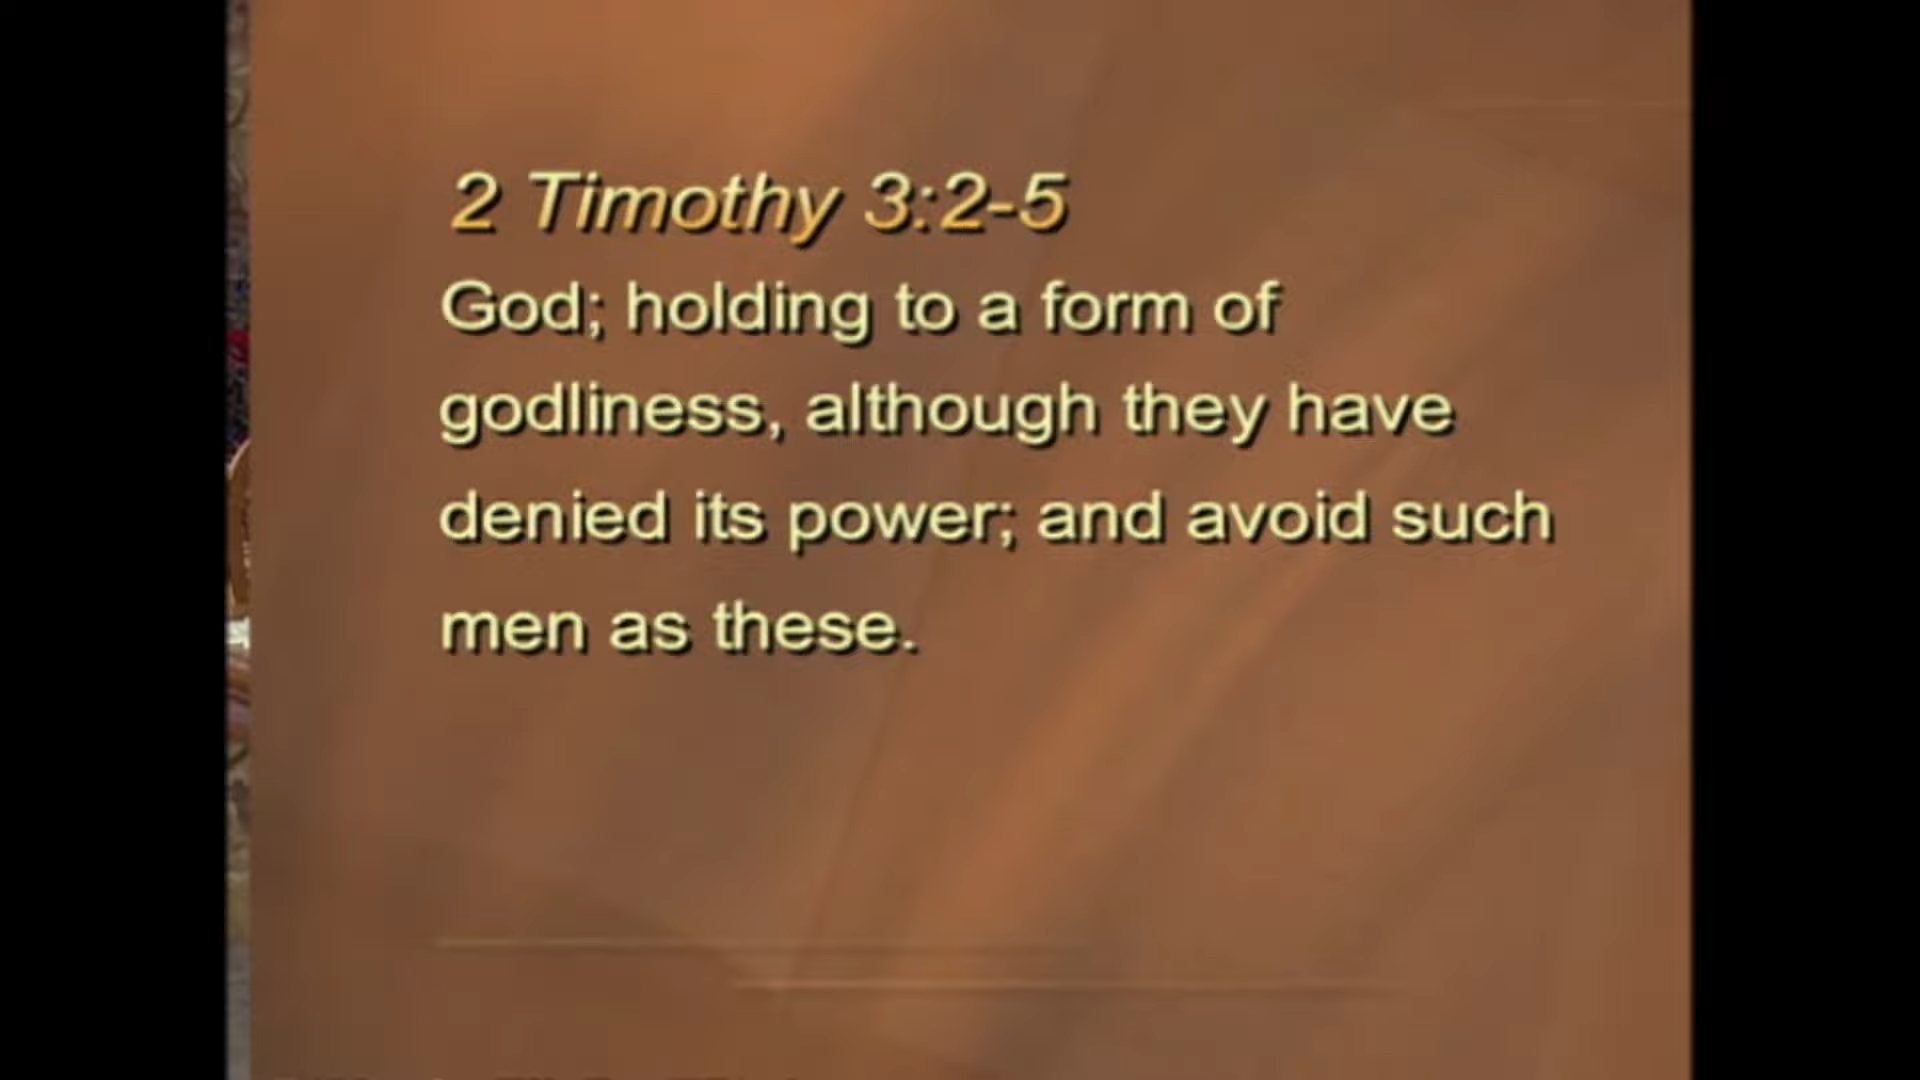 2 Timothy 3:2-5
God; holding to a form of
godliness, although they have
denied its power; and avoid such
men as these.